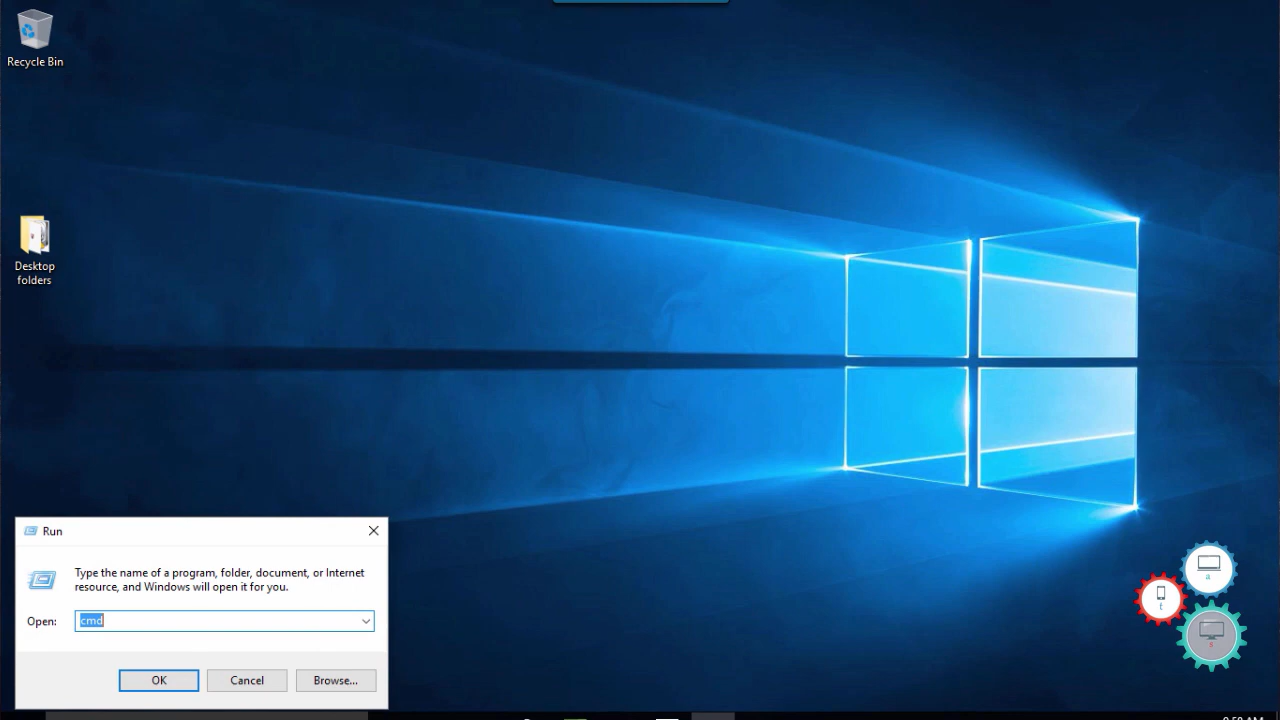 Recycle Bin
Desktop
folders
Run
Type the name of a program, folder, document, or Internet
resource, and Windows will open it for you.
Open:
cmd
OK
Cancel
Browse...
a
t